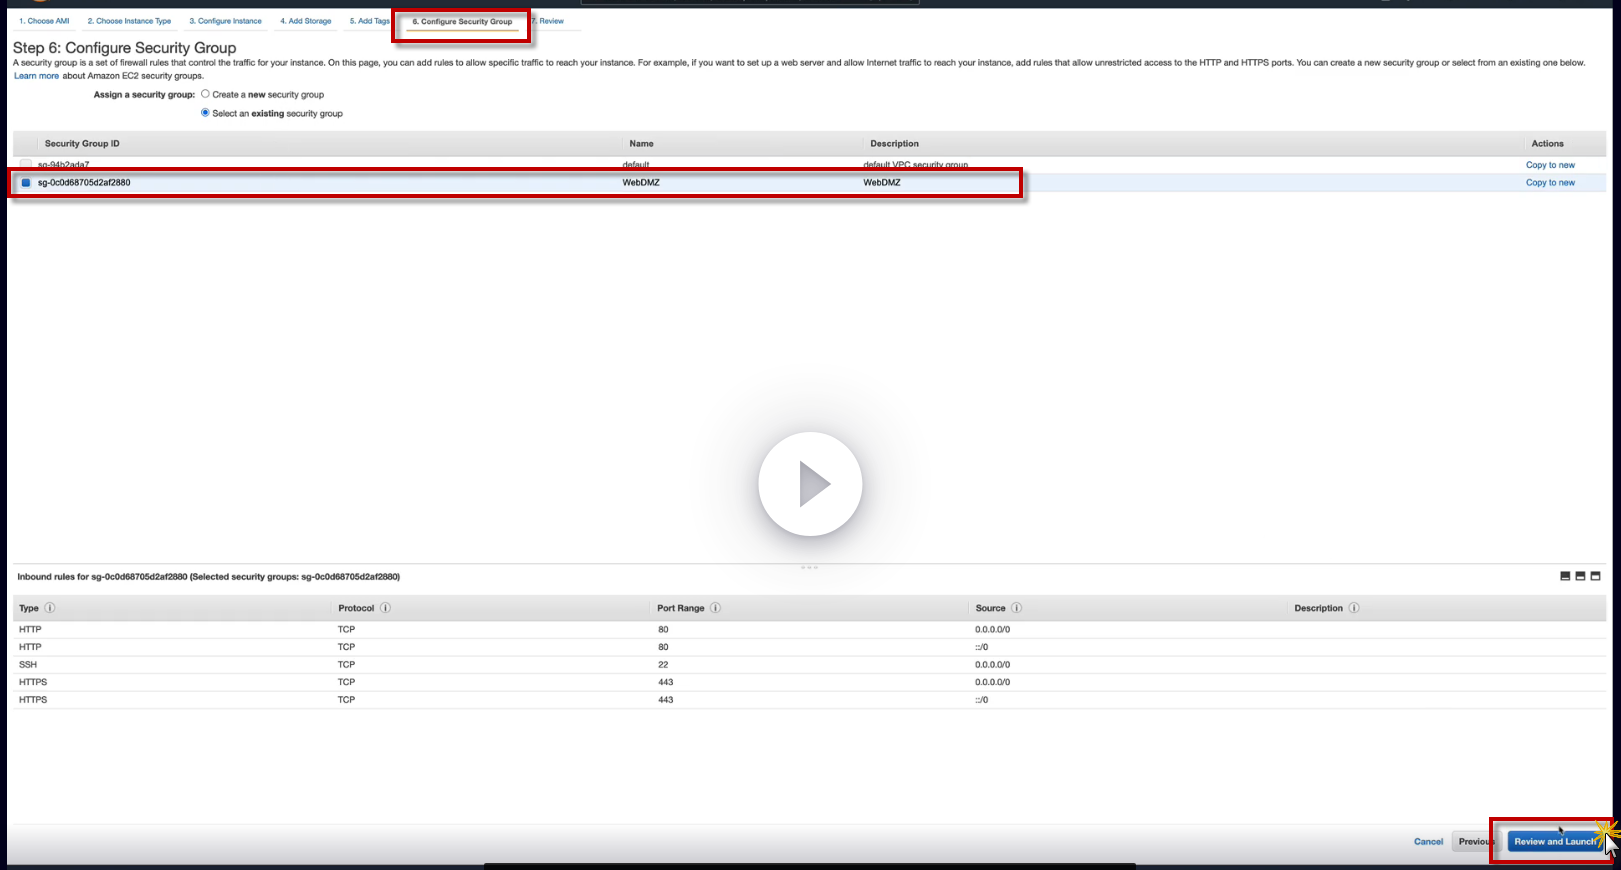 1. Choose AMI 2. Choose Instance Type 3. Configure Instance 4. Add Storage 5. Add Tags 6. Configure Security Group 7. Review
Step 6: Configure Security Group
A security group is a set of firewall rules that control the traffic for your instance. On this page, you can add rules to allow specific traffic to reach your instance. For example, if you want to set up a web server and allow Internet traffic to reach your instance, add rules that allow unrestricted access to the HTTP and HTTPS ports. You can create a new security group or select from an existing one below.
Learn more about Amazon EC2 security groups.
Assign a security group: Create a new security group
Select an existing security group
Security Group ID Name Description Actions
sg-94b2ada7 default default VPC security group Copy to new
sg-0c0d68705d2af2880 WebDMZ WebDMZ Copy to new
Inbound rules for sg-0c0d68705d2af2880 (Selected security groups: sg-0c0d68705d2af2880)
Type Protocol Port Range Source Description
HTTP TCP 80 0.0.0.0/0
HTTP TCP 80 ::/0
SSH TCP 22 0.0.0.0/0
HTTPS TCP 443 0.0.0.0/0
HTTPS TCP 443 ::/0
Cancel Previous Review and Launch